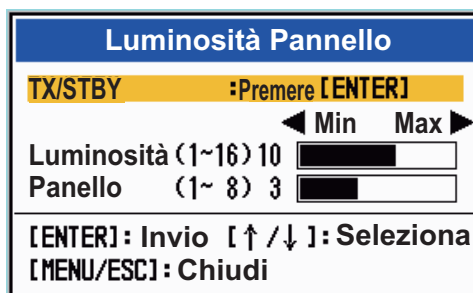 Luminosità Pannello
TX/STBY :Premere [ENTER]
◀ Min Max ▶
Luminosità (1~16) 10
Panello (1~ 8) 3
[ENTER]: Invio [↑/↓]: Seleziona
[MENU/ESC]: Chiudi